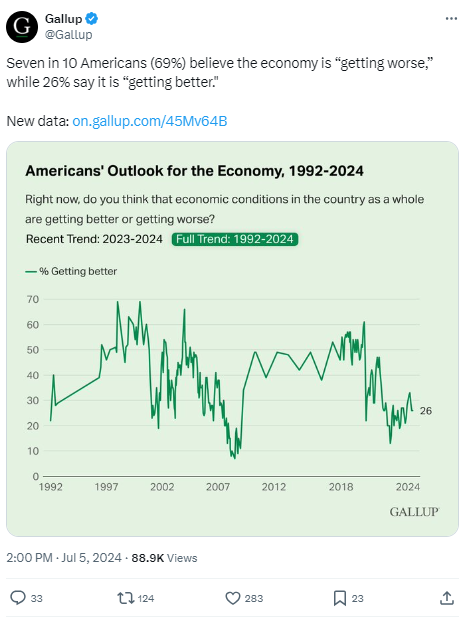 Gallup
@Gallup
Seven in 10 Americans (69%) believe the economy is “getting worse,”
while 26% say it is “getting better."
New data: on.gallup.com/45Mv64B
Americans' Outlook for the Economy, 1992-2024
Right now, do you think that economic conditions in the country as a whole
are getting better or getting worse?
Recent Trend: 2023-2024 Full Trend: 1992-2024
% Getting better
70
60
50
40
30
20
10
0
26
1992 1997 2002 2007 2012 2018 2024
GALLUP
2:00 PM · Jul 5, 2024 · 88.9K Views
33 124 283 23